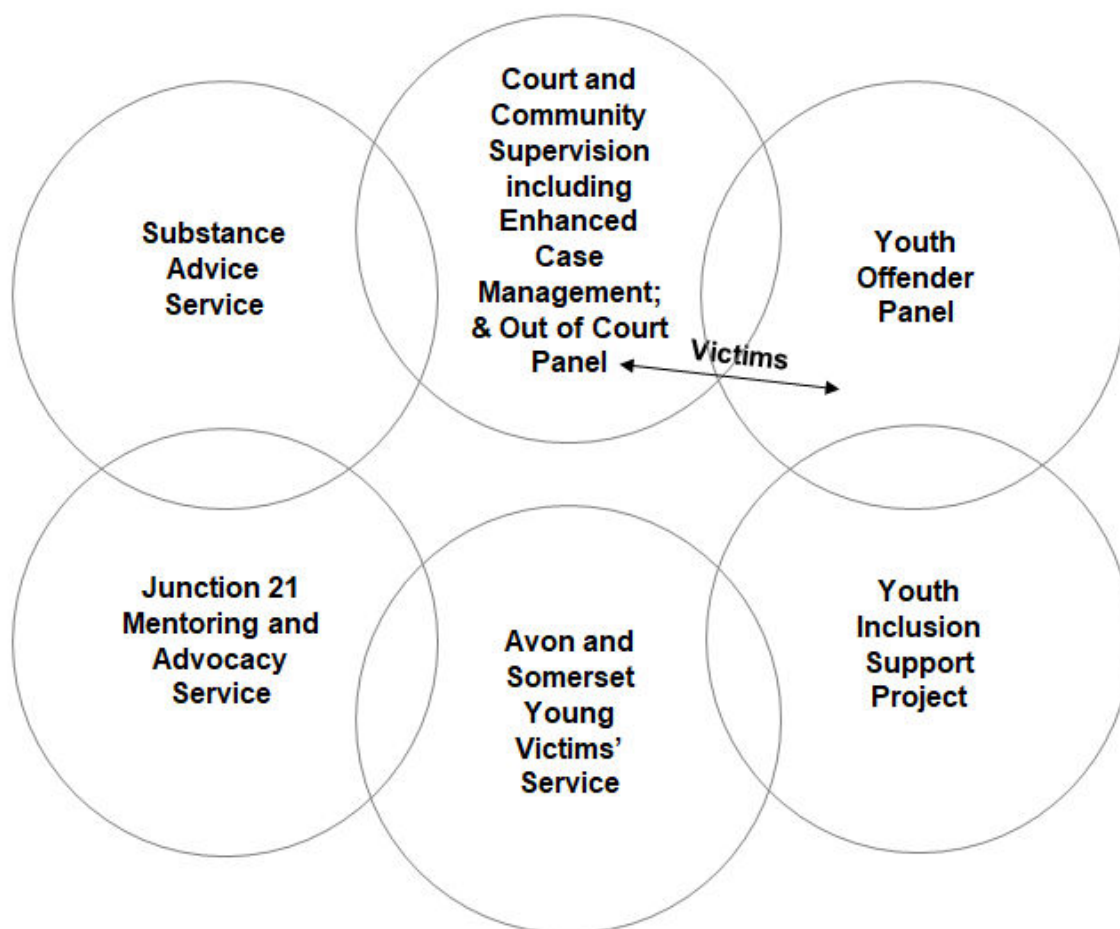 Court and
Community
Supervision
including
Enhanced
Case
Management;
& Out of Court
Panel
Substance
Advice
Service
Youth
Offender
Panel
Victims
Junction 21
Mentoring and
Advocacy
Service
Avon and
Somerset
Young
Victims’
Service
Youth
Inclusion
Support
Project